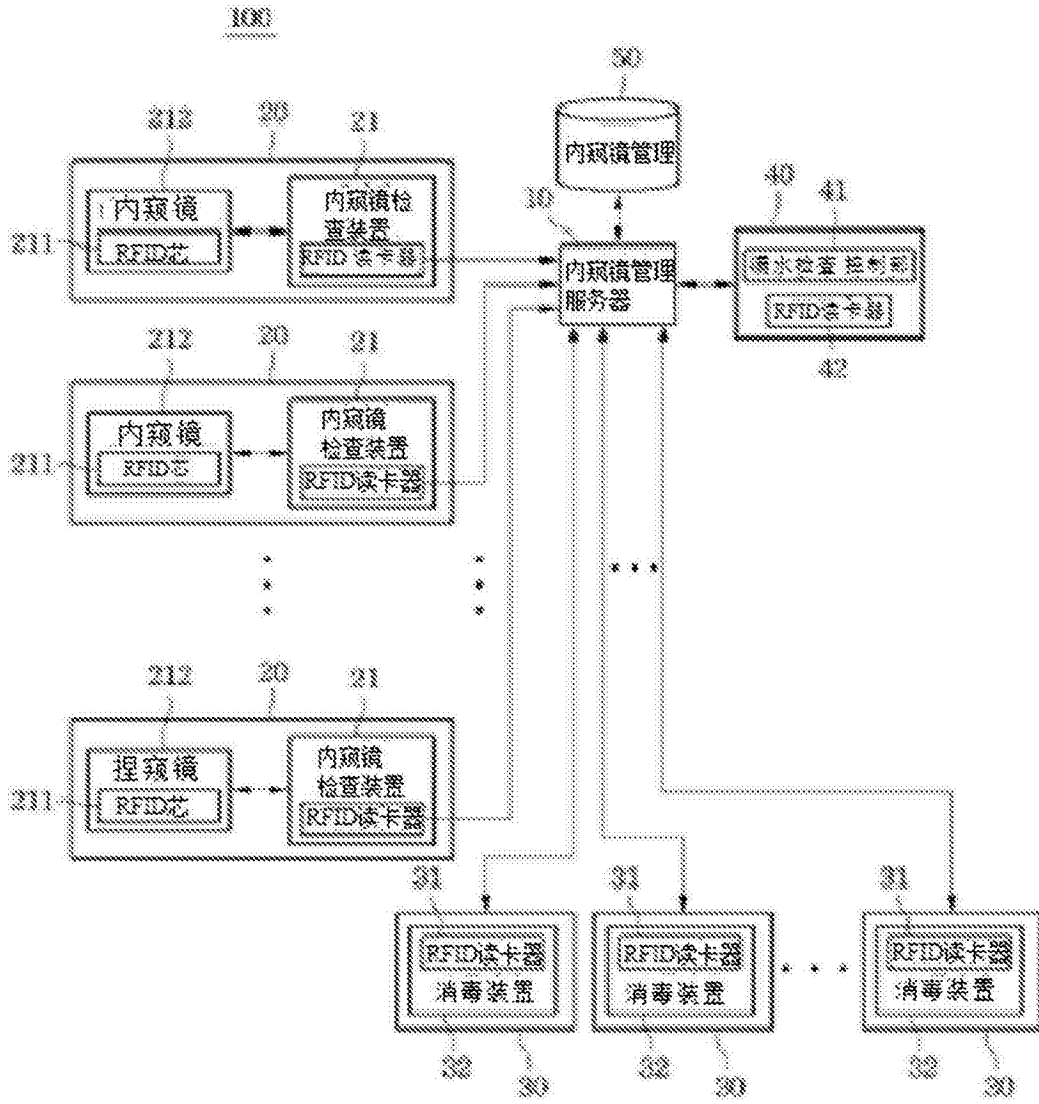 100
50
内窥镜管理
10
内窥镜管理
服务器
40
41
漏水检查 控制部
RFID读卡器
42
212
20
21
内窥镜
211
RFID芯
内窥镜检
查装置
RFID 读卡器
212
20
21
内窥镜
211
RFID芯
内窥镜
检查装置
RFID读卡器
212
20
21
捏窥镜
211
RFID芯
内窥镜
检查装置
RFID读卡器
31
RFID读卡器
消毒装置
32
30
31
RFID读卡器
消毒装置
32
30
31
RFID读卡器
消毒装置
32
30